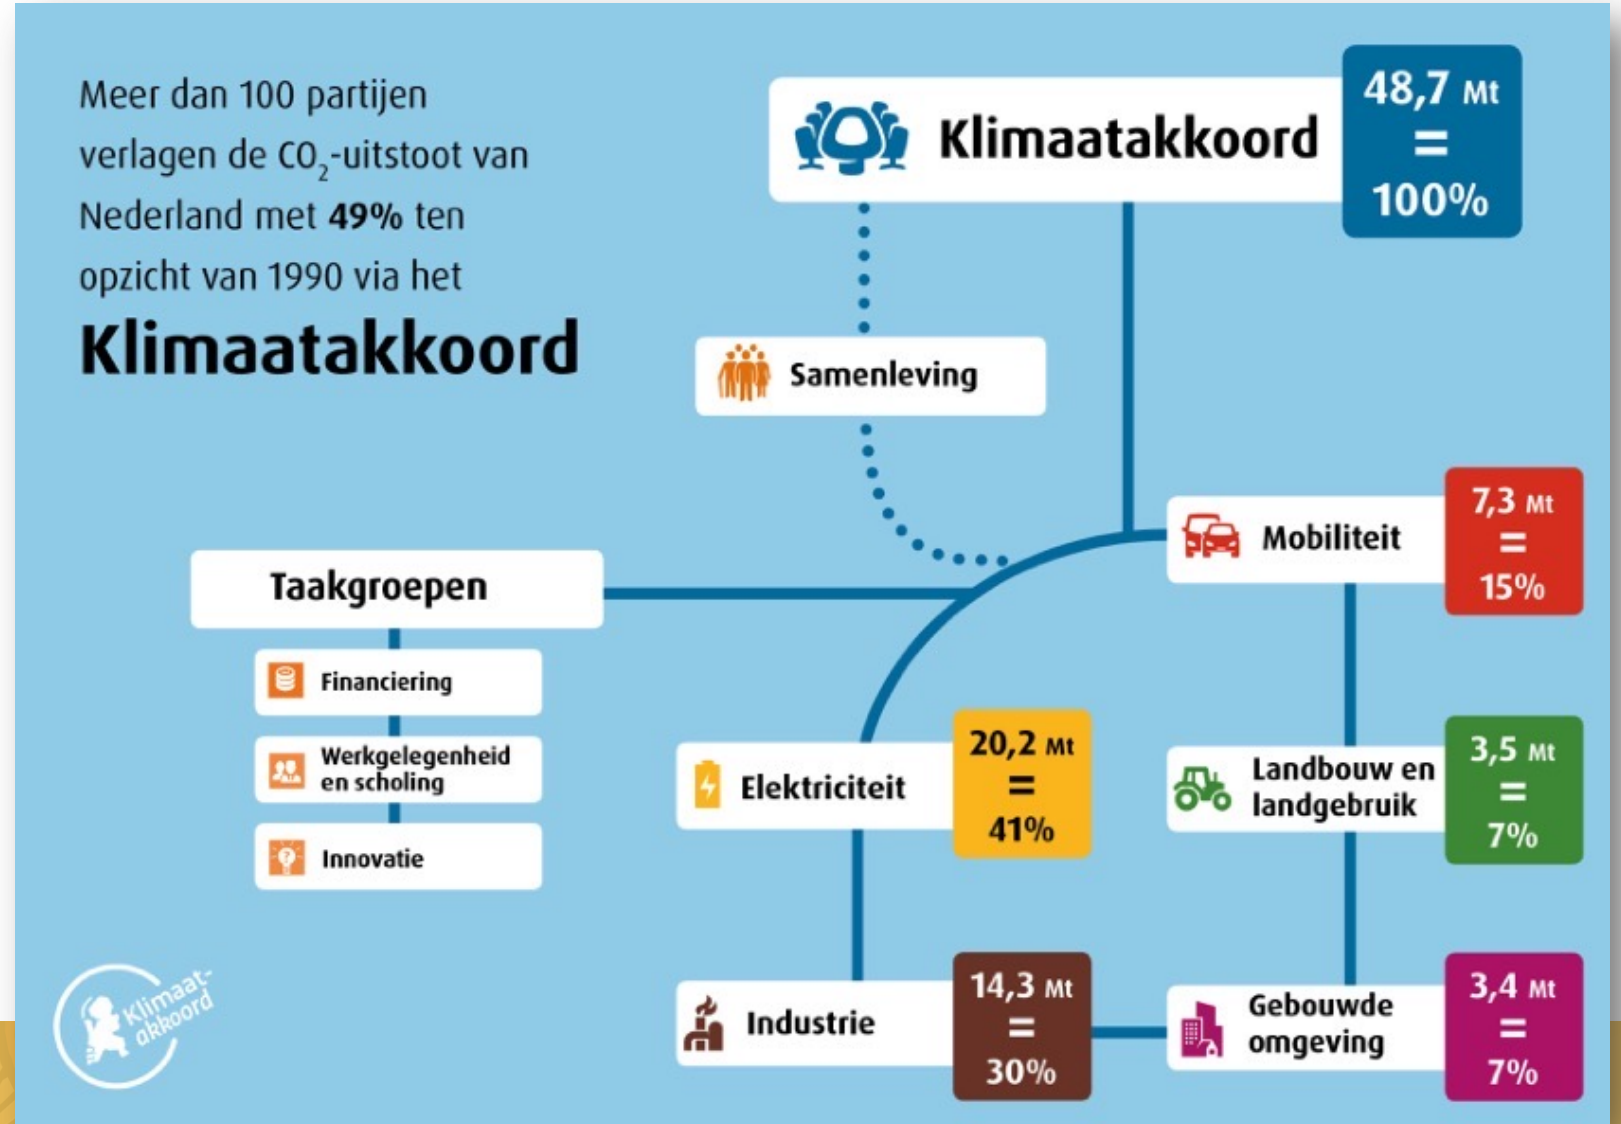 Meer dan 100 partijen
verlagen de CO₂-uitstoot van
Nederland met 49% ten
opzicht van 1990 via het
Klimaatakkoord
Klimaatakkoord
48,7 Mt
=
100%
Samenleving
Mobiliteit
7,3 Mt
=
15%
Taakgroepen
Financiering
Werkgelegenheid
en scholing
Innovatie
Elektriciteit
20,2 Mt
=
41%
Landbouw en
landgebruik
3,5 Mt
=
7%
Industrie
14,3 Mt
=
30%
Gebouwde
omgeving
3,4 Mt
=
7%
Klimaat-
akkoord